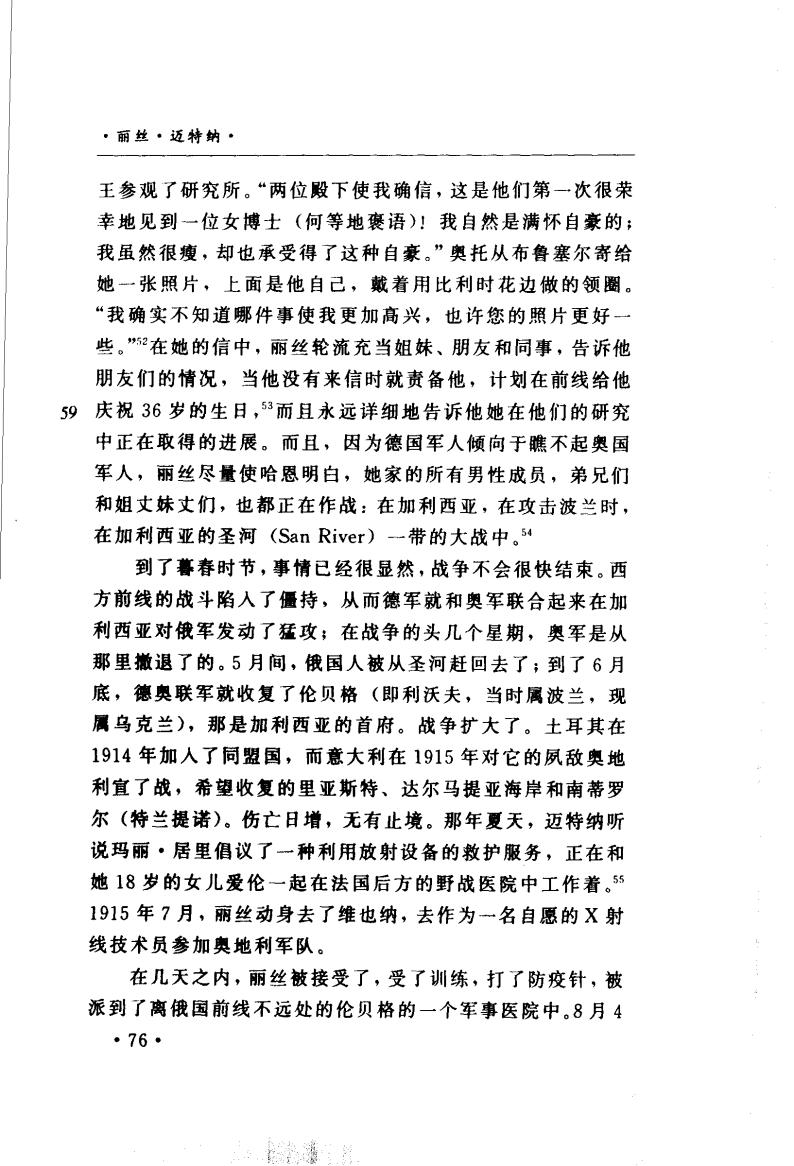 ·丽丝·迈特纳·
王参观了研究所。“两位殿下使我确信，这是他们第一次很荣
幸地见到一位女博士（何等地褒语）！我自然是满怀自豪的；
我虽然很瘦，却也承受得了这种自豪。”奥托从布鲁塞尔寄给
她一张照片，上面是他自己，戴着用比利时花边做的领圈。
“我确实不知道哪件事使我更加高兴，也许您的照片更好一
些。”52在她的信中，丽丝轮流充当姐妹、朋友和同事，告诉他
朋友们的情况，当他没有来信时就责备他，计划在前线给他
59 庆祝 36 岁的生日，53而且永远详细地告诉他她在他们的研究
中正在取得的进展。而且，因为德国军人倾向于瞧不起奥国
军人，丽丝尽量使哈恩明白，她家的所有男性成员，弟兄们
和姐丈妹丈们，也都正在作战：在加利西亚，在攻击波兰时，
在加利西亚的圣河（San River）一带的大战中。54
到了暮春时节，事情已经很显然，战争不会很快结束。西
方前线的战斗陷入了僵持，从而德军就和奥军联合起来在加
利西亚对俄军发动了猛攻；在战争的头几个星期，奥军是从
那里撤退了的。5 月间，俄国人被从圣河赶回去了；到了 6 月
底，德奥联军就收复了伦贝格（即利沃夫，当时属波兰，现
属乌克兰），那是加利西亚的首府。战争扩大了。土耳其在
1914 年加入了同盟国，而意大利在 1915 年对它的夙敌奥地
利宣了战，希望收复的里亚斯特、达尔马提亚海岸和南蒂罗
尔（特兰提诺）。伤亡日增，无有止境。那年夏天，迈特纳听
说玛丽·居里倡议了一种利用放射设备的救护服务，正在和
她 18 岁的女儿爱伦一起在法国后方的野战医院中工作着。55
1915 年 7 月，丽丝动身去了维也纳，去作为一名自愿的 X 射
线技术员参加奥地利军队。
在几天之内，丽丝被接受了，受了训练，打了防疫针，被
派到了离俄国前线不远处的伦贝格的一个军事医院中。8 月 4
·76·